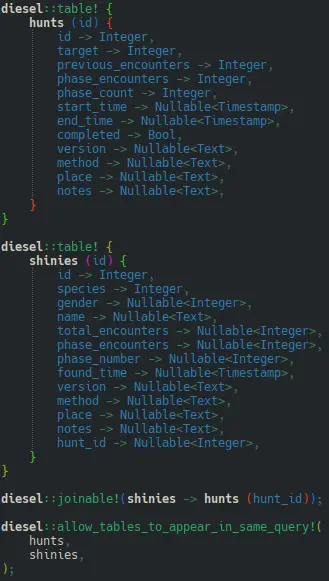 diesel::table! {
    hunts (id) {
        id -> Integer,
        target -> Integer,
        previous_encounters -> Integer,
        phase_encounters -> Integer,
        phase_count -> Integer,
        start_time -> Nullable<Timestamp>,
        end_time -> Nullable<Timestamp>,
        completed -> Bool,
        version -> Nullable<Text>,
        method -> Nullable<Text>,
        place -> Nullable<Text>,
        notes -> Nullable<Text>,
    }
}

diesel::table! {
    shinies (id) {
        id -> Integer,
        species -> Integer,
        gender -> Nullable<Integer>,
        name -> Nullable<Text>,
        total_encounters -> Nullable<Integer>,
        phase_encounters -> Nullable<Integer>,
        phase_number -> Nullable<Integer>,
        found_time -> Nullable<Timestamp>,
        version -> Nullable<Text>,
        method -> Nullable<Text>,
        place -> Nullable<Text>,
        notes -> Nullable<Text>,
        hunt_id -> Nullable<Integer>,
    }
}

diesel::joinable!(shinies -> hunts (hunt_id));

diesel::allow_tables_to_appear_in_same_query!(
    hunts,
    shinies,
);